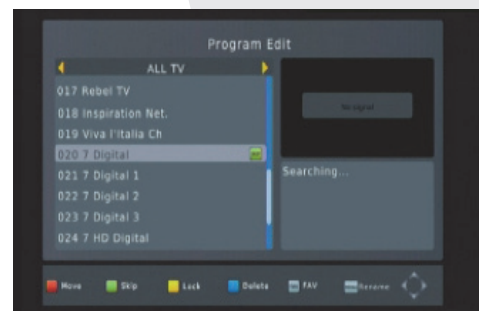 Program Edit
ALL TV
017 Rebel TV
018 Inspiration Net.
019 Viva l'Italia Ch
020 7 Digital
021 7 Digital 1
022 7 Digital 2
023 7 Digital 3
024 7 HD Digital
No signal
Searching...
Move Skip Lock Delete FAV Rename